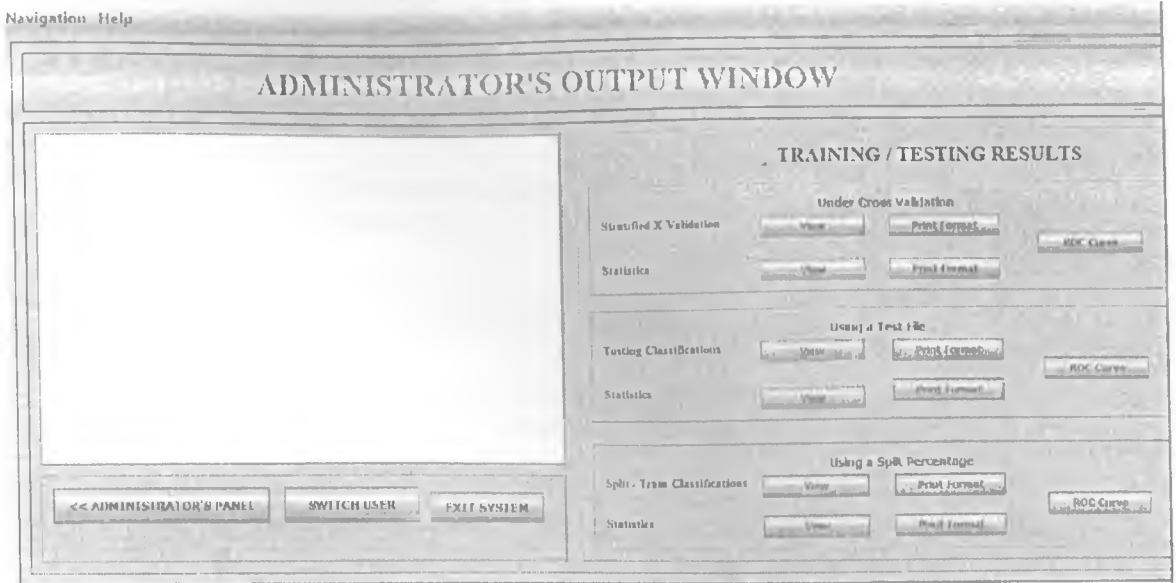 Navigation Help
ADMINISTRATOR'S OUTPUT WINDOW
TRAINING / TESTING RESULTS
Under Cross Validation
Stratified X Validation View Print Format
ROC Curve
Statistics View Print Format
Using a Test File
Testing Classifications View Print Format
ROC Curve
Statistics View Print Format
Using a Split Percentage
Split - Train Classifications View Print Format
ROC Curve
Statistics View Print Format
<< ADMINISTRATOR'S PANEL SWITCH USER EXIT SYSTEM